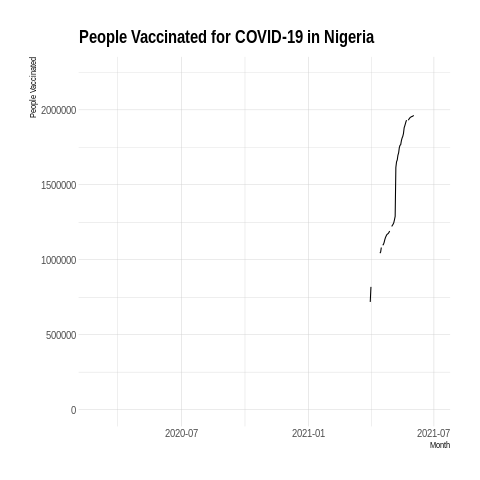 People Vaccinated for COVID-19 in Nigeria
People Vaccinated
2000000
1500000
1000000
500000
0
2020-07 2021-01 2021-07
Month